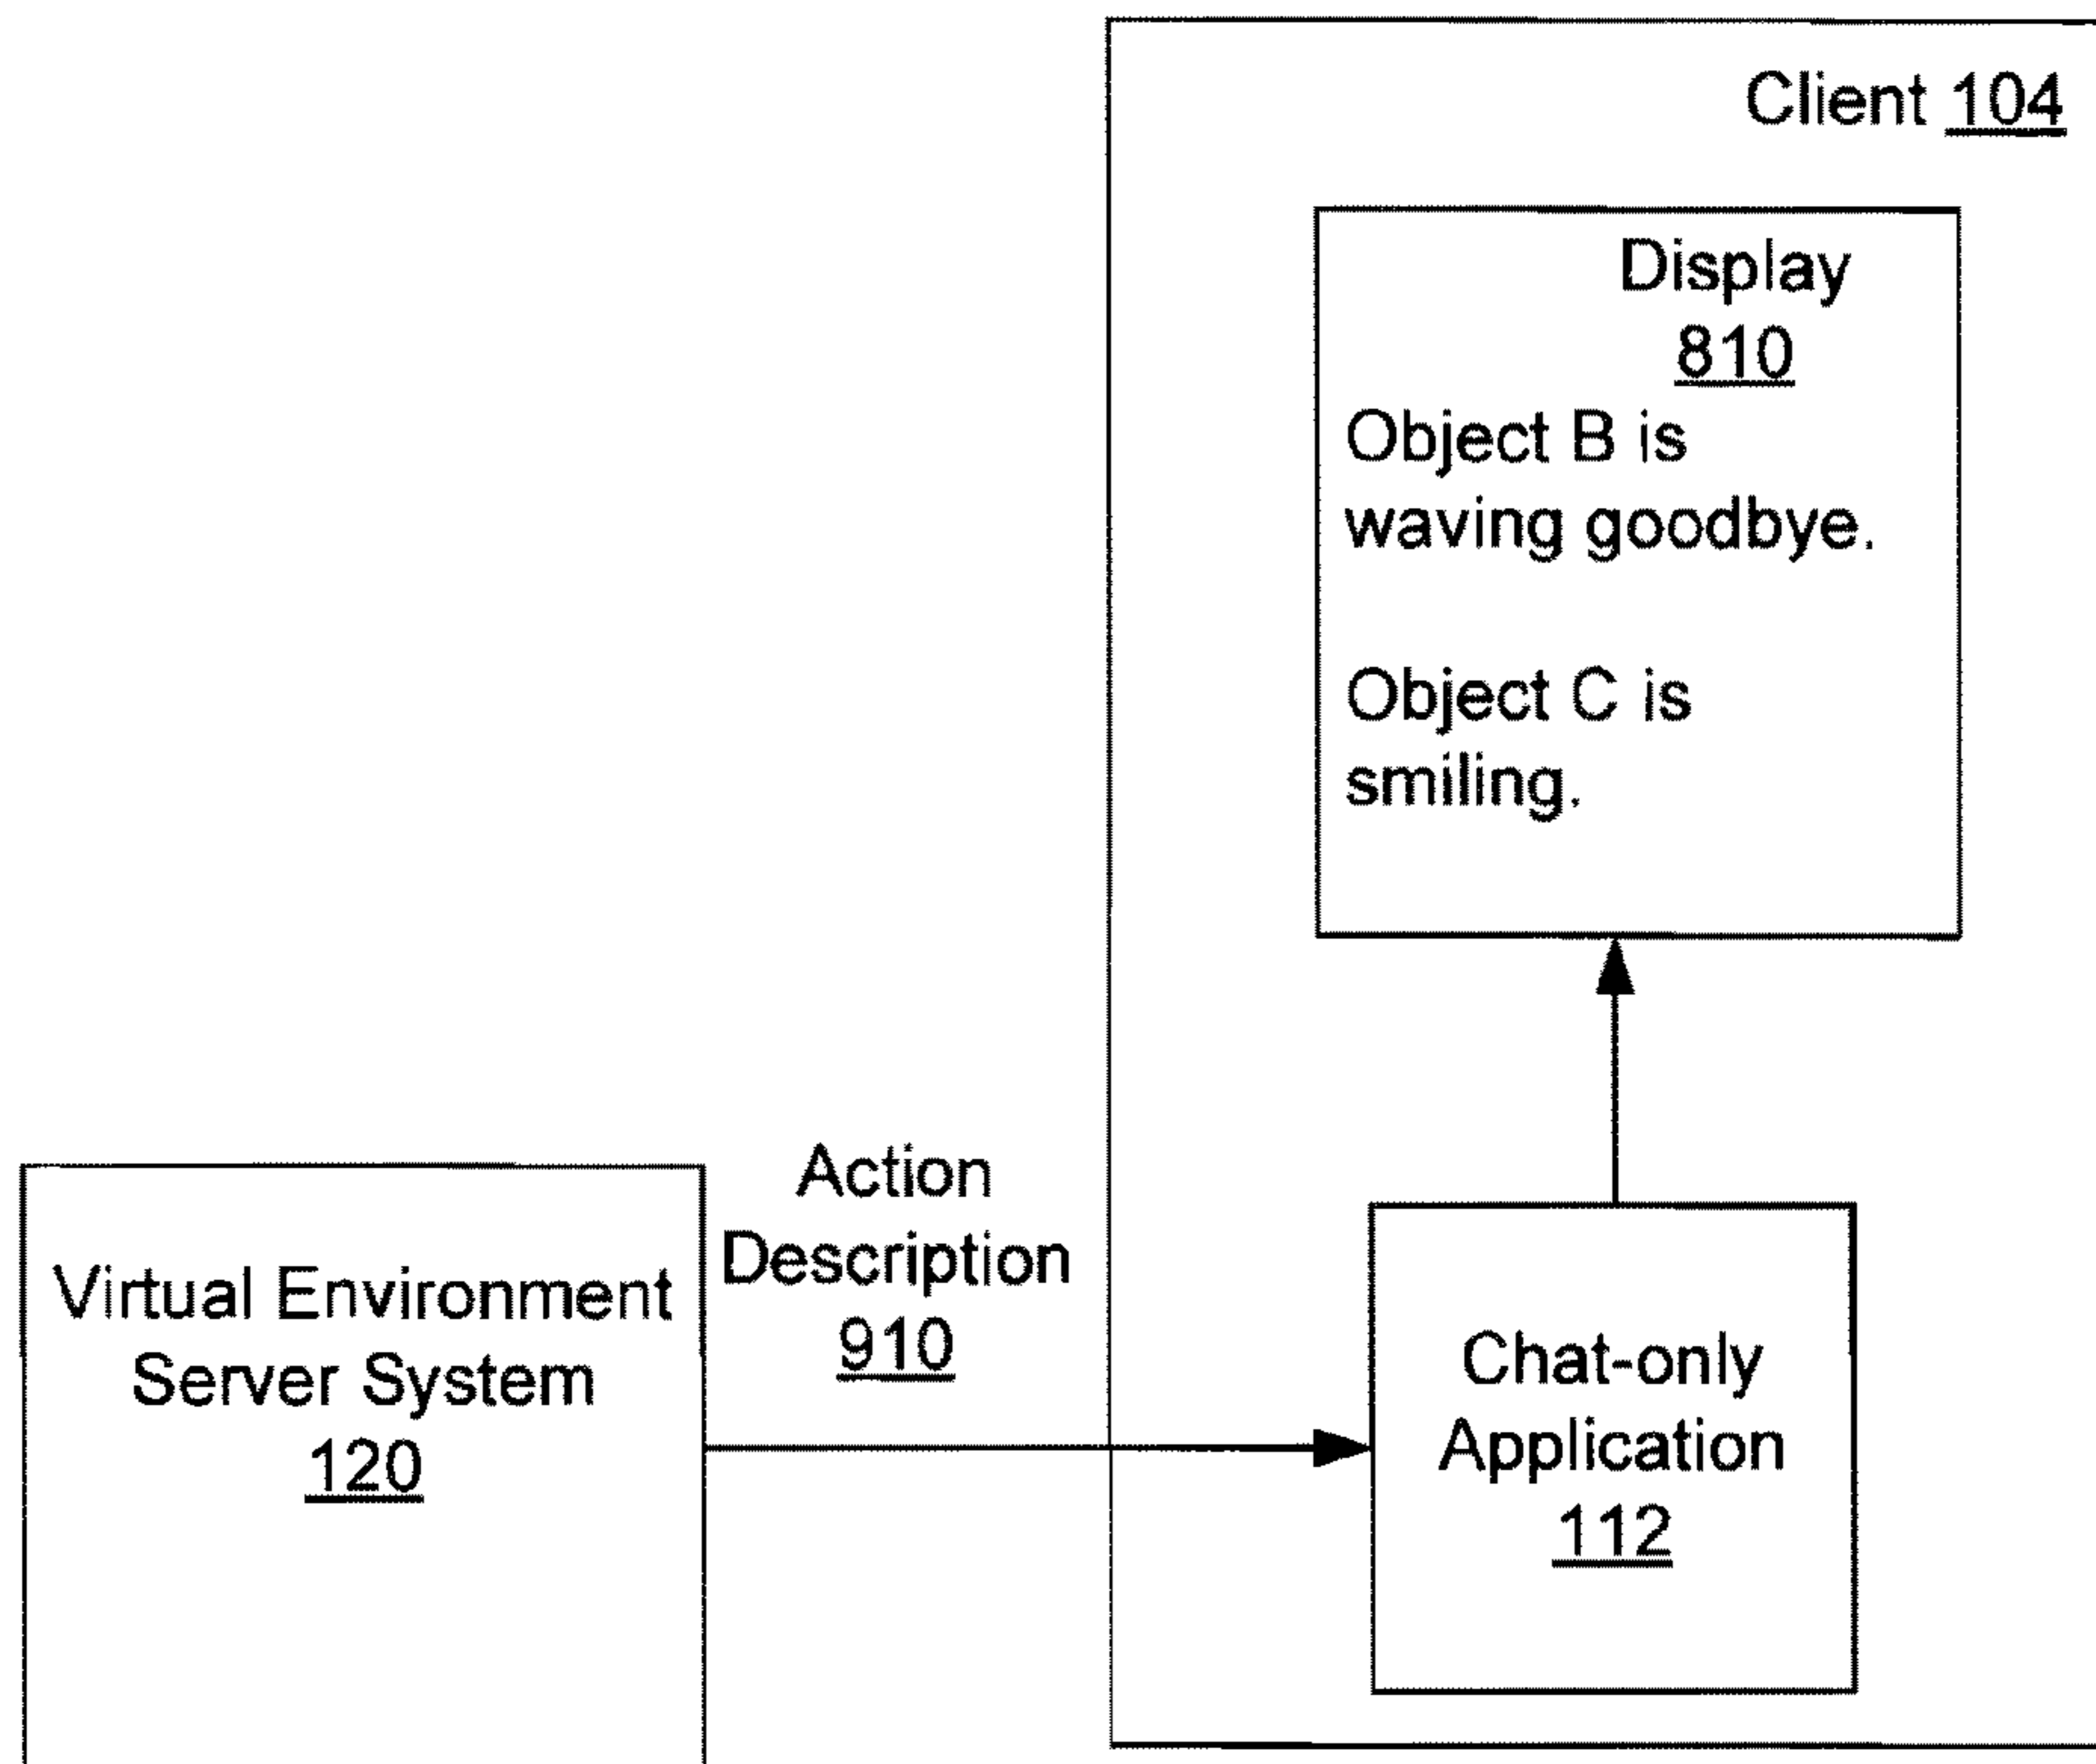 Client 104
Display
810
Object B is
waving goodbye.
Object C is
smiling.
Action
Description
910
Virtual Environment
Server System
120
Chat-only
Application
112